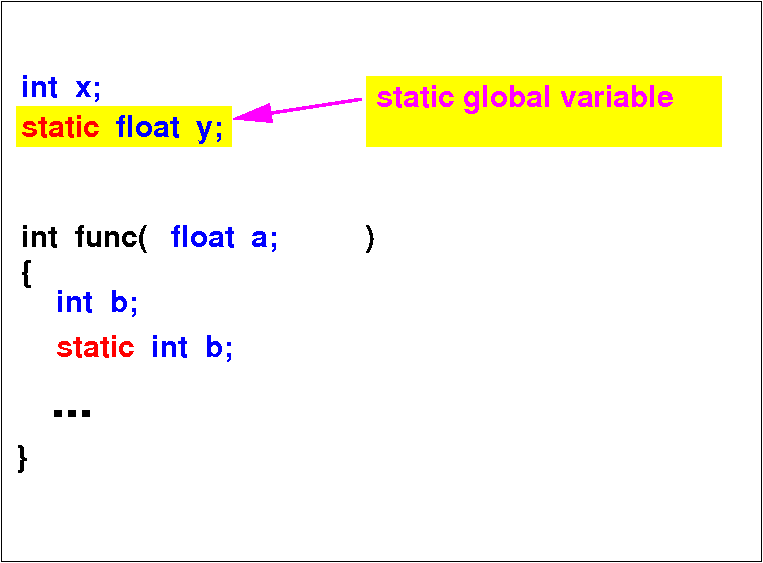 int x;
static float y;
static global variable
int func( float a; )
{
int b;
static int b;
...
}